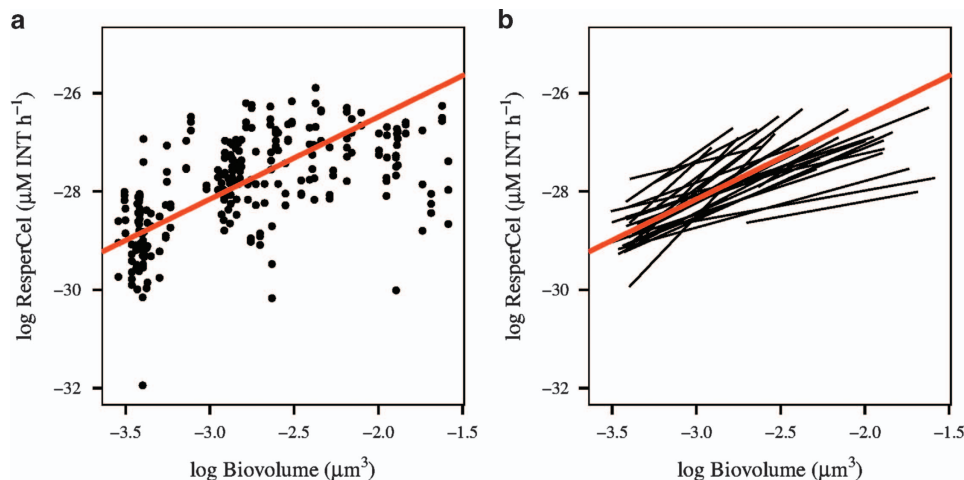 a
b
log ResperCel (μM INT h⁻¹)
−26
−28
−30
−32
−3.5 −3.0 −2.5 −2.0 −1.5
log Biovolume (μm³)
log ResperCel (μM INT h⁻¹)
−26
−28
−30
−32
−3.5 −3.0 −2.5 −2.0 −1.5
log Biovolume (μm³)